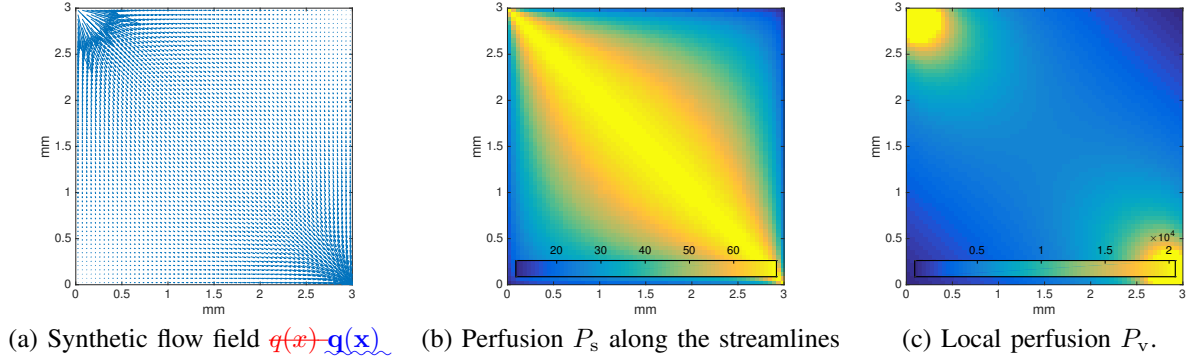 3
2.5
2
1.5
1
0.5
0
mm
0 0.5 1 1.5 2 2.5 3
mm
(a) Synthetic flow field q(x) q(x)
3
2.5
2
1.5
1
0.5
0
mm
20 30 40 50 60
0 0.5 1 1.5 2 2.5 3
mm
(b) Perfusion Ps along the streamlines
3
2.5
2
1.5
1
0.5
0
mm
×10⁴
0.5 1 1.5 2
0 0.5 1 1.5 2 2.5 3
mm
(c) Local perfusion Pv.